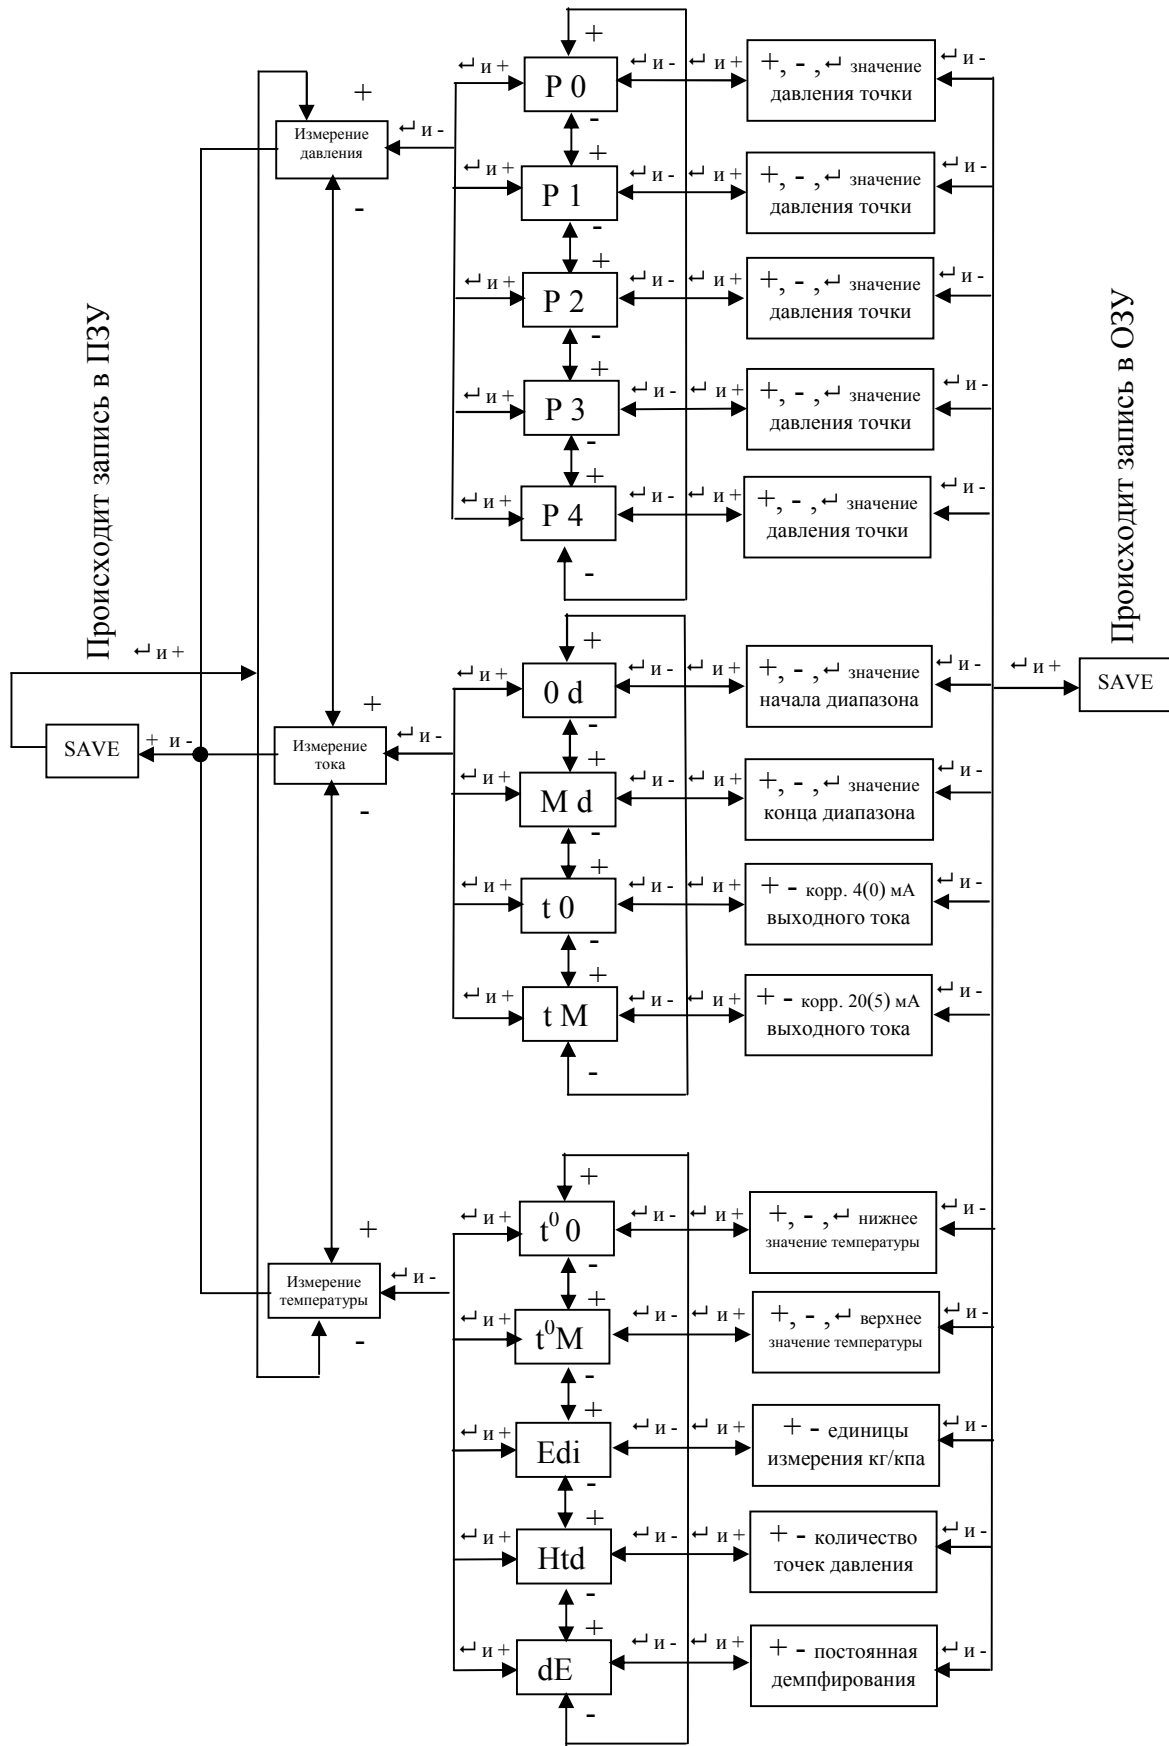 +
↵ и + P 0 ↵ и - ↵ и + +, - ,↵ значение ↵ и -
давления точки
+
Измерение
давления
↵ и -
-
-
+
↵ и + P 1 ↵ и - ↵ и + +, - ,↵ значение ↵ и -
давления точки
-
+
↵ и + P 2 ↵ и - ↵ и + +, - ,↵ значение ↵ и -
давления точки
-
+
↵ и + P 3 ↵ и - ↵ и + +, - ,↵ значение ↵ и -
давления точки
-
+
↵ и + P 4 ↵ и - ↵ и + +, - ,↵ значение ↵ и -
давления точки
-
Происходит запись в ПЗУ
Происходит запись в ОЗУ
↵ и +
+
↵ и + 0 d ↵ и - ↵ и + +, - ,↵ значение ↵ и -
начала диапазона
↵ и + SAVE
SAVE + и -
+
Измерение
тока
↵ и -
-
-
+
↵ и + M d ↵ и - ↵ и + +, - ,↵ значение ↵ и -
конца диапазона
-
+
↵ и + t 0 ↵ и - ↵ и + + - корр. 4(0) мА ↵ и -
выходного тока
-
+
↵ и + t M ↵ и - ↵ и + + - корр. 20(5) мА ↵ и -
выходного тока
-
+
↵ и + t⁰ 0 ↵ и - ↵ и + +, - ,↵ нижнее ↵ и -
значение температуры
+
Измерение
температуры
↵ и -
-
-
+
↵ и + t⁰M ↵ и - ↵ и + +, - ,↵ верхнее ↵ и -
значение температуры
-
+
↵ и + Edi ↵ и - ↵ и + + - единицы ↵ и -
измерения кг/кпа
-
+
↵ и + Htd ↵ и - ↵ и + + - количество ↵ и -
точек давления
-
+
↵ и + dE ↵ и - ↵ и + + - постоянная ↵ и -
демпфирования
-